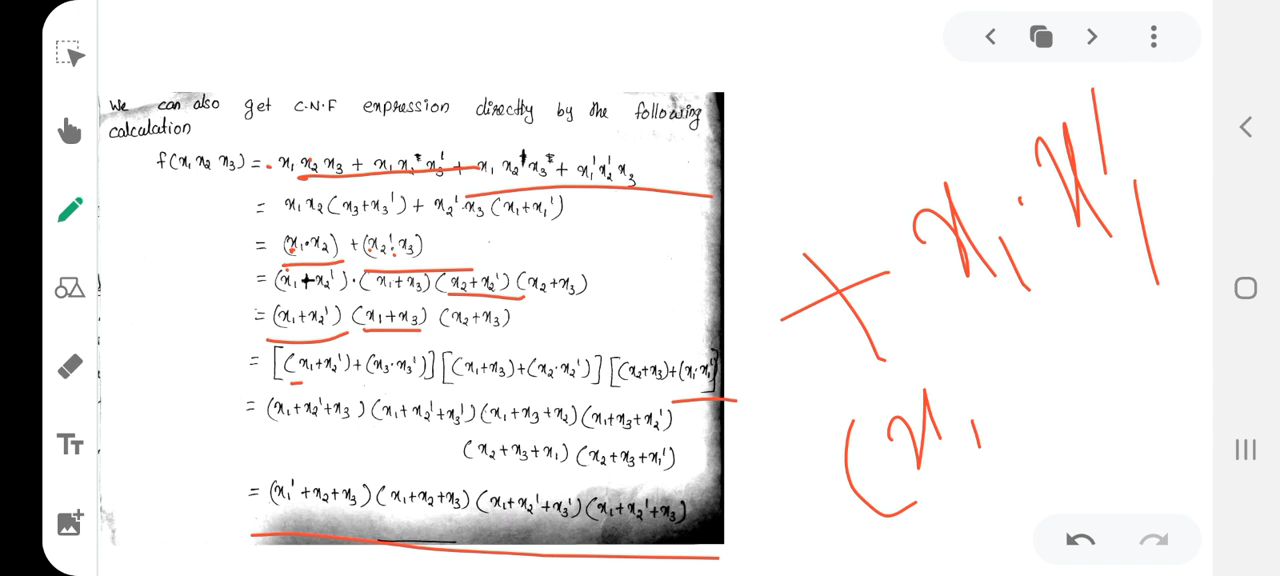 We can also get C.N.F expression directly by the following
calculation
f(x₁ x₂ x₃) = x₁ x₂ x₃ + x₁ x₂ x₃' + x₁ x₂' x₃ + x₁' x₂' x₃
= x₁ x₂ (x₃ + x₃') + x₂' x₃ (x₁ + x₁')
= (x₁·x₂) + (x₂'·x₃)
= (x₁ + x₂')·(x₁ + x₃) (x₂ + x₂') (x₂ + x₃)
= (x₁ + x₂') (x₁ + x₃) (x₂ + x₃)
= [(x₁ + x₂') + (x₃·x₃')] [(x₁ + x₃) + (x₂·x₂')] [(x₂ + x₃) + (x₁·x₁')]
= (x₁ + x₂' + x₃) (x₁ + x₂' + x₃') (x₁ + x₃ + x₂) (x₁ + x₃ + x₂')
(x₂ + x₃ + x₁) (x₂ + x₃ + x₁')
= (x₁' + x₂ + x₃) (x₁ + x₂ + x₃) (x₁ + x₂' + x₃') (x₁ + x₂' + x₃)
+ x₁·x₁'
(x₁
Tт